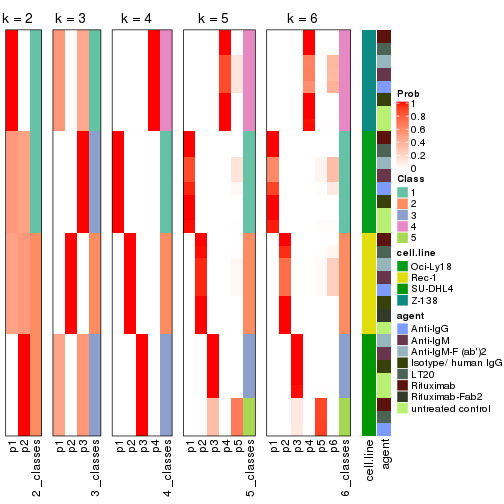 k = 2
k = 3
k = 4
k = 5
k = 6
Prob
1
0.8
0.6
0.4
0.2
0
Class
1
2
3
4
5
cell.line
Oci-Ly18
Rec-1
SU-DHL4
Z-138
agent
Anti-IgG
Anti-IgM
Anti-IgM-F (ab')2
Isotype/ human IgG
LT20
Rituximab
Rituximab-Fab2
untreated control
p1
p2
2_classes
p1
p2
p3
3_classes
p1
p2
p3
p4
4_classes
p1
p2
p3
p4
p5
5_classes
p1
p2
p3
p4
p5
p6
6_classes
cell.line
agent